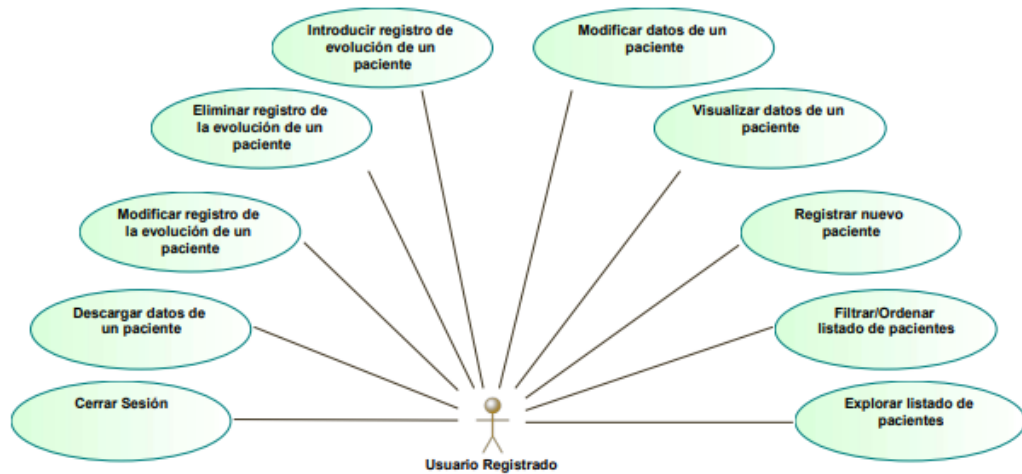 Introducir registro de
evolución de un
paciente
Modificar datos de un
paciente
Eliminar registro de
la evolución de un
paciente
Visualizar datos de un
paciente
Modificar registro de
la evolución de un
paciente
Registrar nuevo
paciente
Descargar datos de
un paciente
Filtrar/Ordenar
listado de pacientes
Cerrar Sesión
Explorar listado de
pacientes
Usuario Registrado